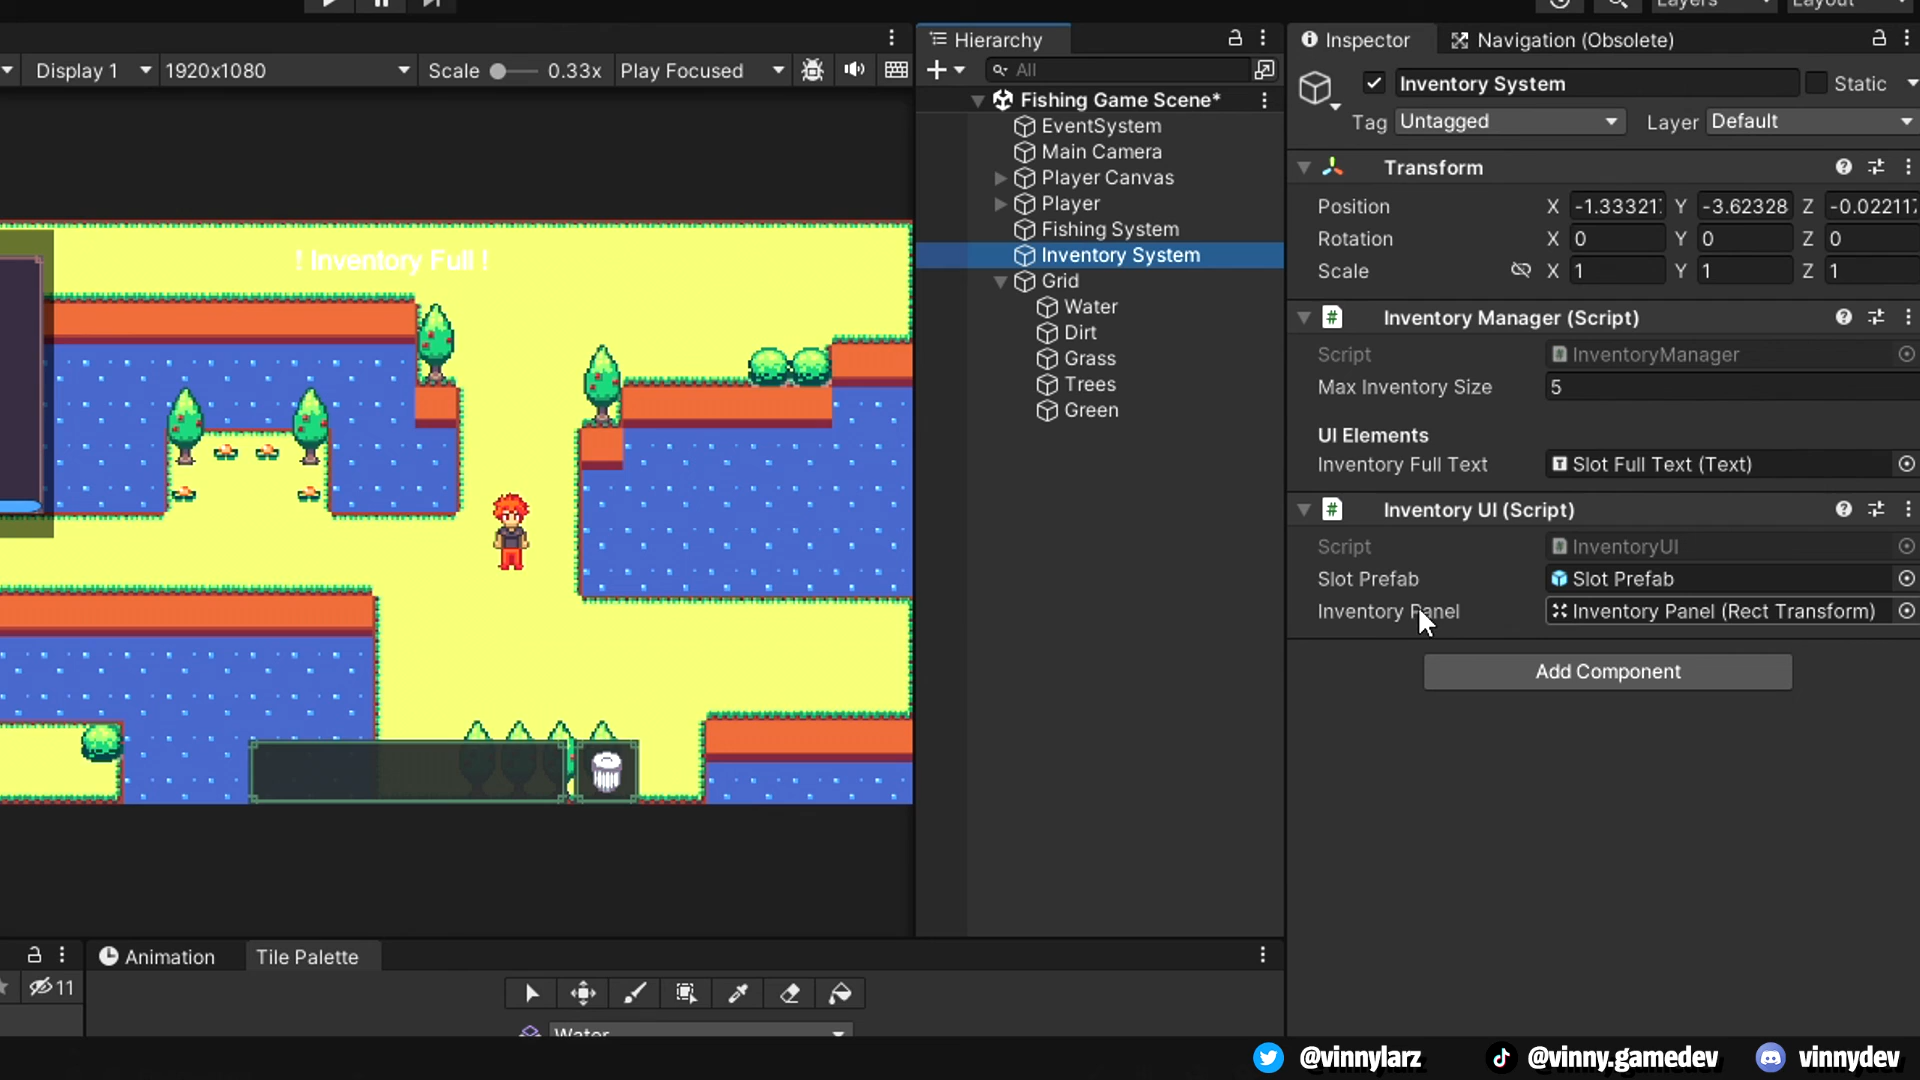 Layers
Layout
Hierarchy
Inspector
Navigation (Obsolete)
Display 1
1920x1080
Scale
0.33x
Play Focused
All
Inventory System
Static
Tag
Untagged
Layer
Default
Fishing Game Scene*
EventSystem
Main Camera
Player Canvas
Player
Fishing System
Inventory System
Grid
Water
Dirt
Grass
Trees
Green
Transform
Position
X
-1.33321
Y
-3.62328
Z
-0.02211
Rotation
X
0
Y
0
Z
0
Scale
X
1
Y
1
Z
1
Inventory Manager (Script)
Script
InventoryManager
Max Inventory Size
5
UI Elements
Inventory Full Text
Slot Full Text (Text)
Inventory UI (Script)
Script
InventoryUI
Slot Prefab
Slot Prefab
Inventory Panel
Inventory Panel (Rect Transform)
Add Component
! Inventory Full !
Animation
Tile Palette
11
Water
@vinnylarz
@vinny.gamedev
vinnydev